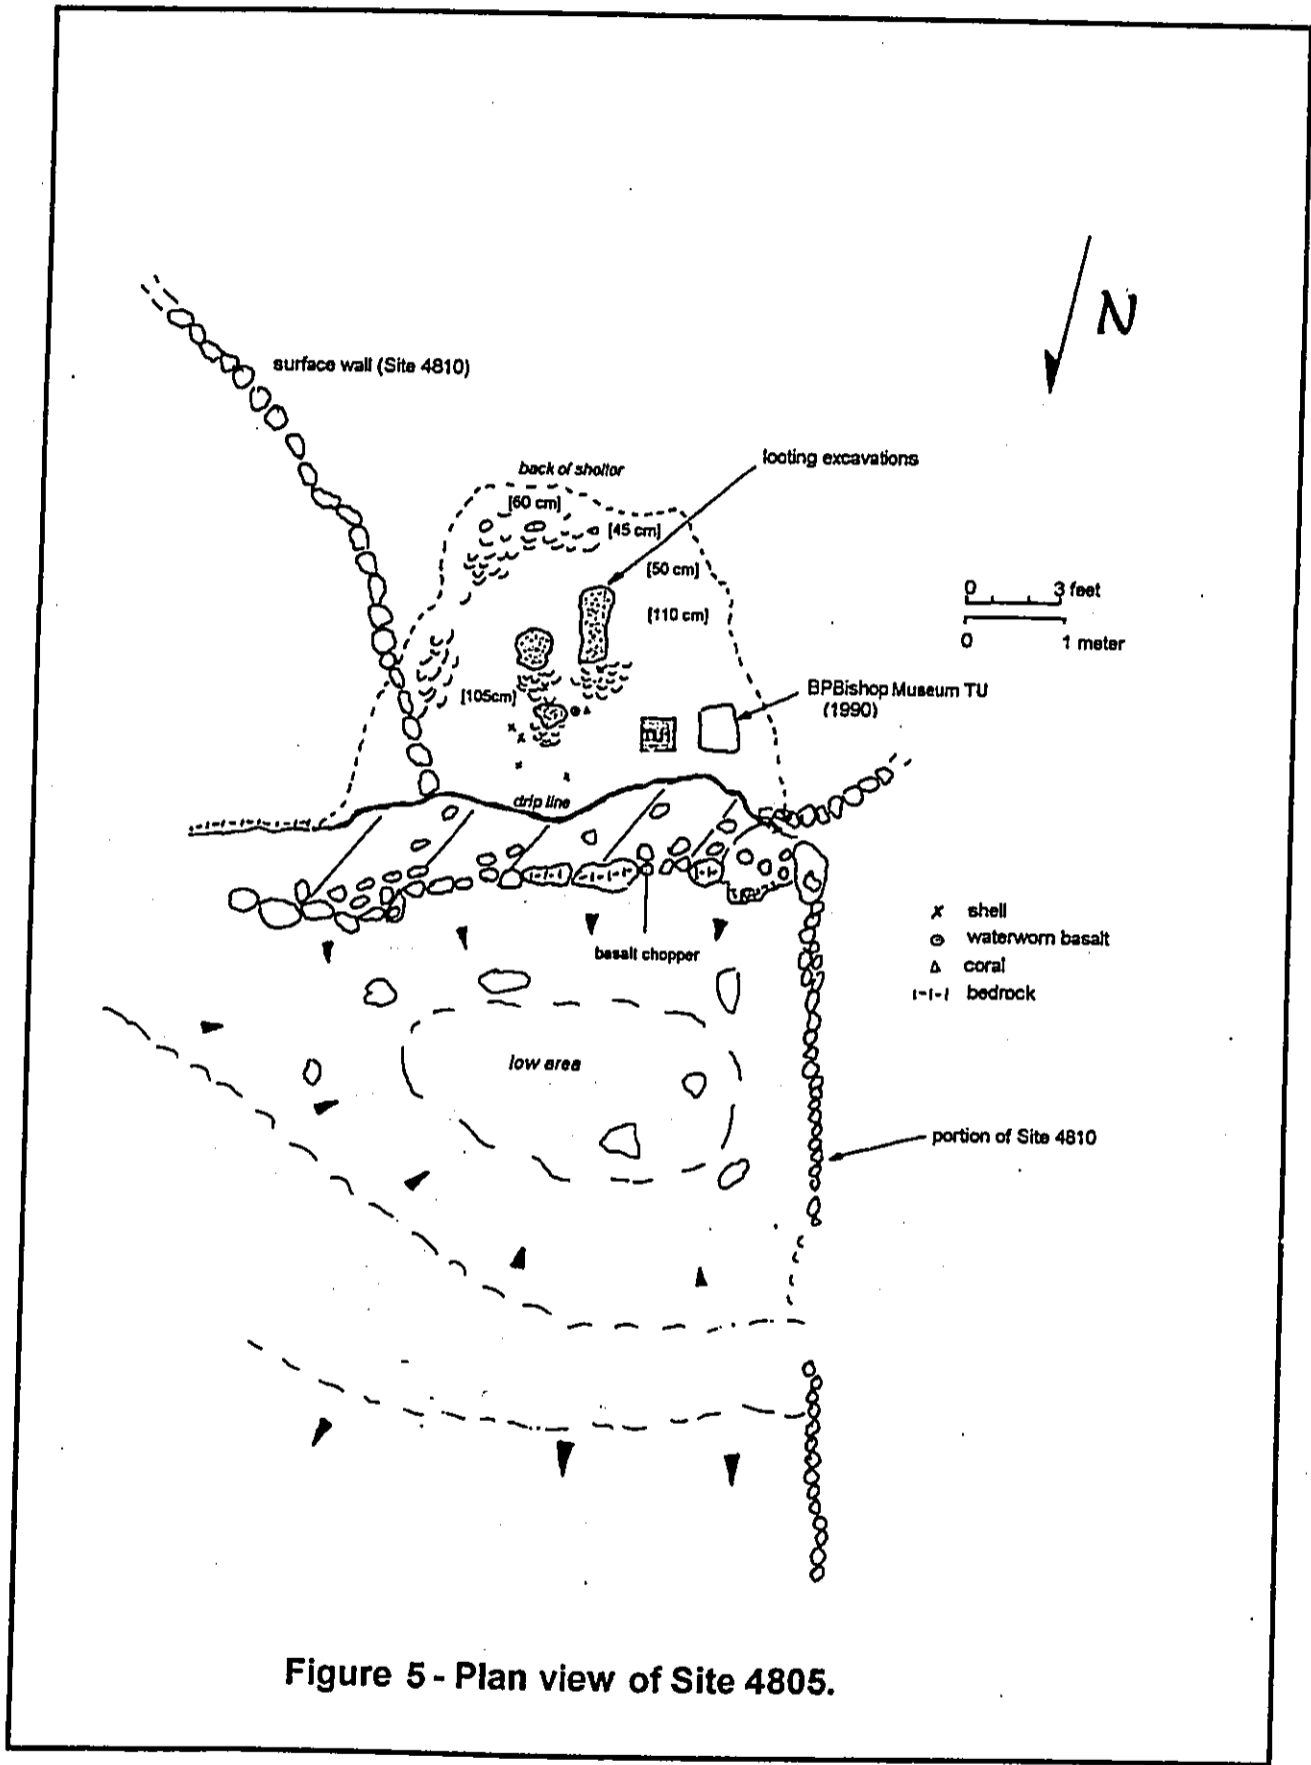 N
surface wall (Site 4810)
looting excavations
back of shelter
[60 cm]
[45 cm]
[50 cm]
[110 cm]
0 3 feet
0 1 meter
[105cm]
BPBishop Museum TU
(1990)
drip line
basalt chopper
x shell
waterworn basalt
coral
bedrock
low area
portion of Site 4810
Figure 5 - Plan view of Site 4805.